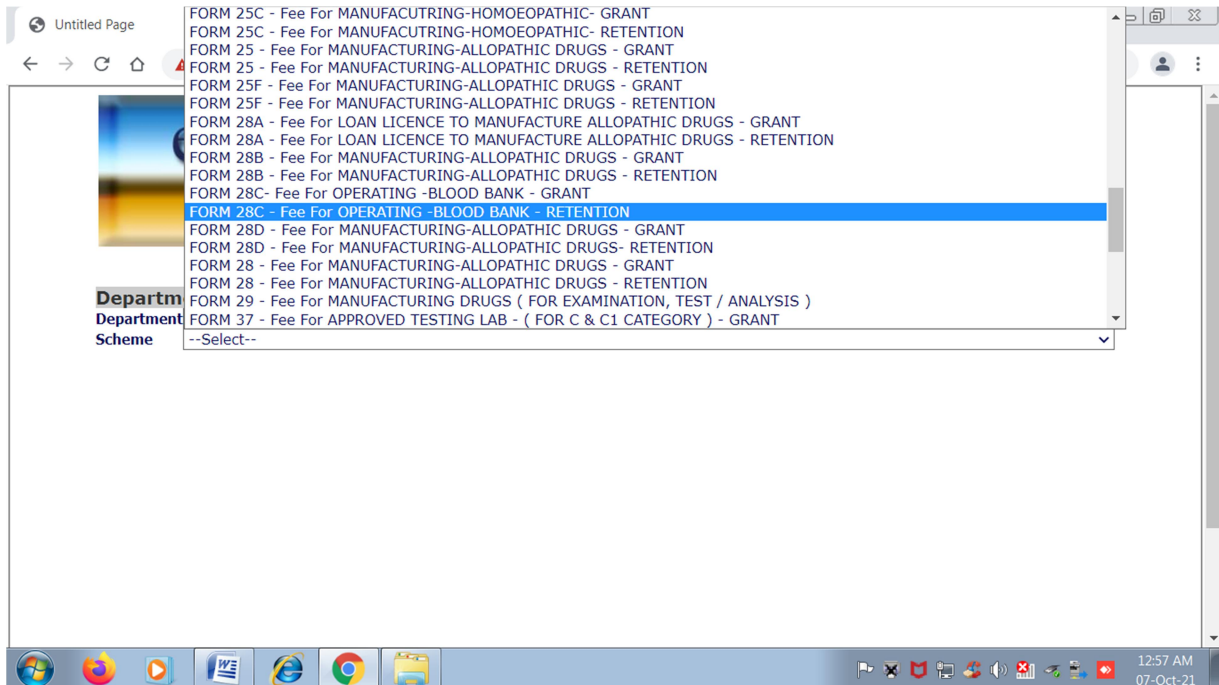 Untitled Page
FORM 25C - Fee For MANUFACUTRING-HOMOEOPATHIC- GRANT
FORM 25C - Fee For MANUFACUTRING-HOMOEOPATHIC- RETENTION
FORM 25 - Fee For MANUFACTURING-ALLOPATHIC DRUGS - GRANT
FORM 25 - Fee For MANUFACTURING-ALLOPATHIC DRUGS - RETENTION
FORM 25F - Fee For MANUFACTURING-ALLOPATHIC DRUGS - GRANT
FORM 25F - Fee For MANUFACTURING-ALLOPATHIC DRUGS - RETENTION
FORM 28A - Fee For LOAN LICENCE TO MANUFACTURE ALLOPATHIC DRUGS - GRANT
FORM 28A - Fee For LOAN LICENCE TO MANUFACTURE ALLOPATHIC DRUGS - RETENTION
FORM 28B - Fee For MANUFACTURING-ALLOPATHIC DRUGS - GRANT
FORM 28B - Fee For MANUFACTURING-ALLOPATHIC DRUGS - RETENTION
FORM 28C- Fee For OPERATING -BLOOD BANK - GRANT
FORM 28C - Fee For OPERATING -BLOOD BANK - RETENTION
FORM 28D - Fee For MANUFACTURING-ALLOPATHIC DRUGS - GRANT
FORM 28D - Fee For MANUFACTURING-ALLOPATHIC DRUGS- RETENTION
FORM 28 - Fee For MANUFACTURING-ALLOPATHIC DRUGS - GRANT
FORM 28 - Fee For MANUFACTURING-ALLOPATHIC DRUGS - RETENTION
FORM 29 - Fee For MANUFACTURING DRUGS ( FOR EXAMINATION, TEST / ANALYSIS )
FORM 37 - Fee For APPROVED TESTING LAB - ( FOR C & C1 CATEGORY ) - GRANT
Departm
Department
Scheme --Select--
12:57 AM
07-Oct-21